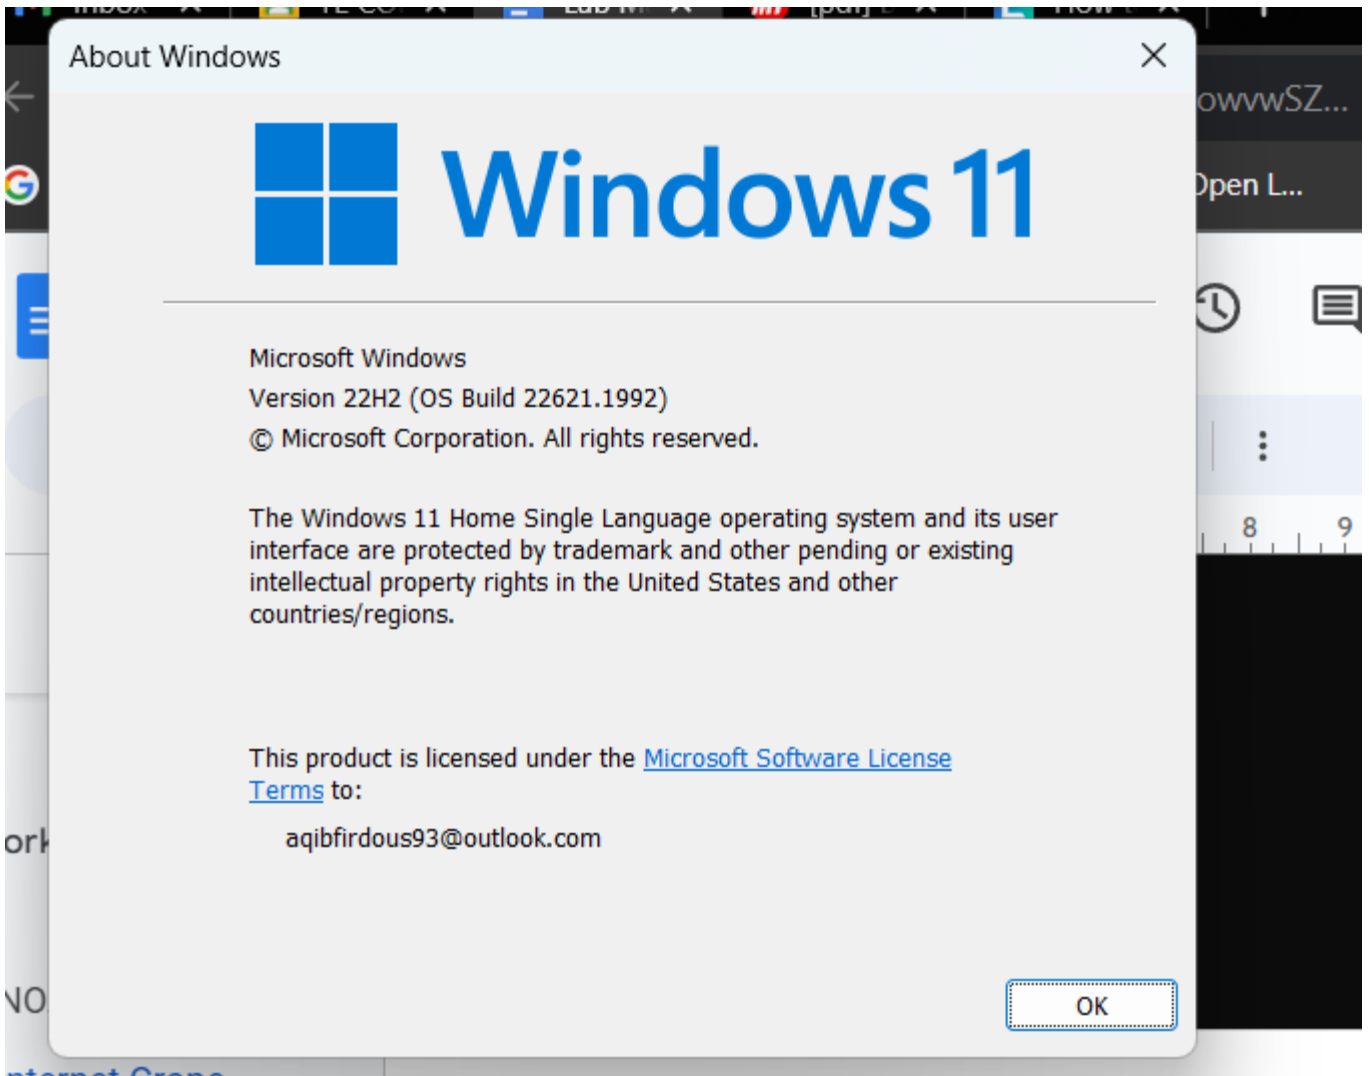 About Windows
owvwSZ...
Open L...
Windows 11
Microsoft Windows
Version 22H2 (OS Build 22621.1992)
© Microsoft Corporation. All rights reserved.
8 9
The Windows 11 Home Single Language operating system and its user
interface are protected by trademark and other pending or existing
intellectual property rights in the United States and other
countries/regions.
This product is licensed under the Microsoft Software License
Terms to:
aqibfirdous93@outlook.com
ork
NO
OK